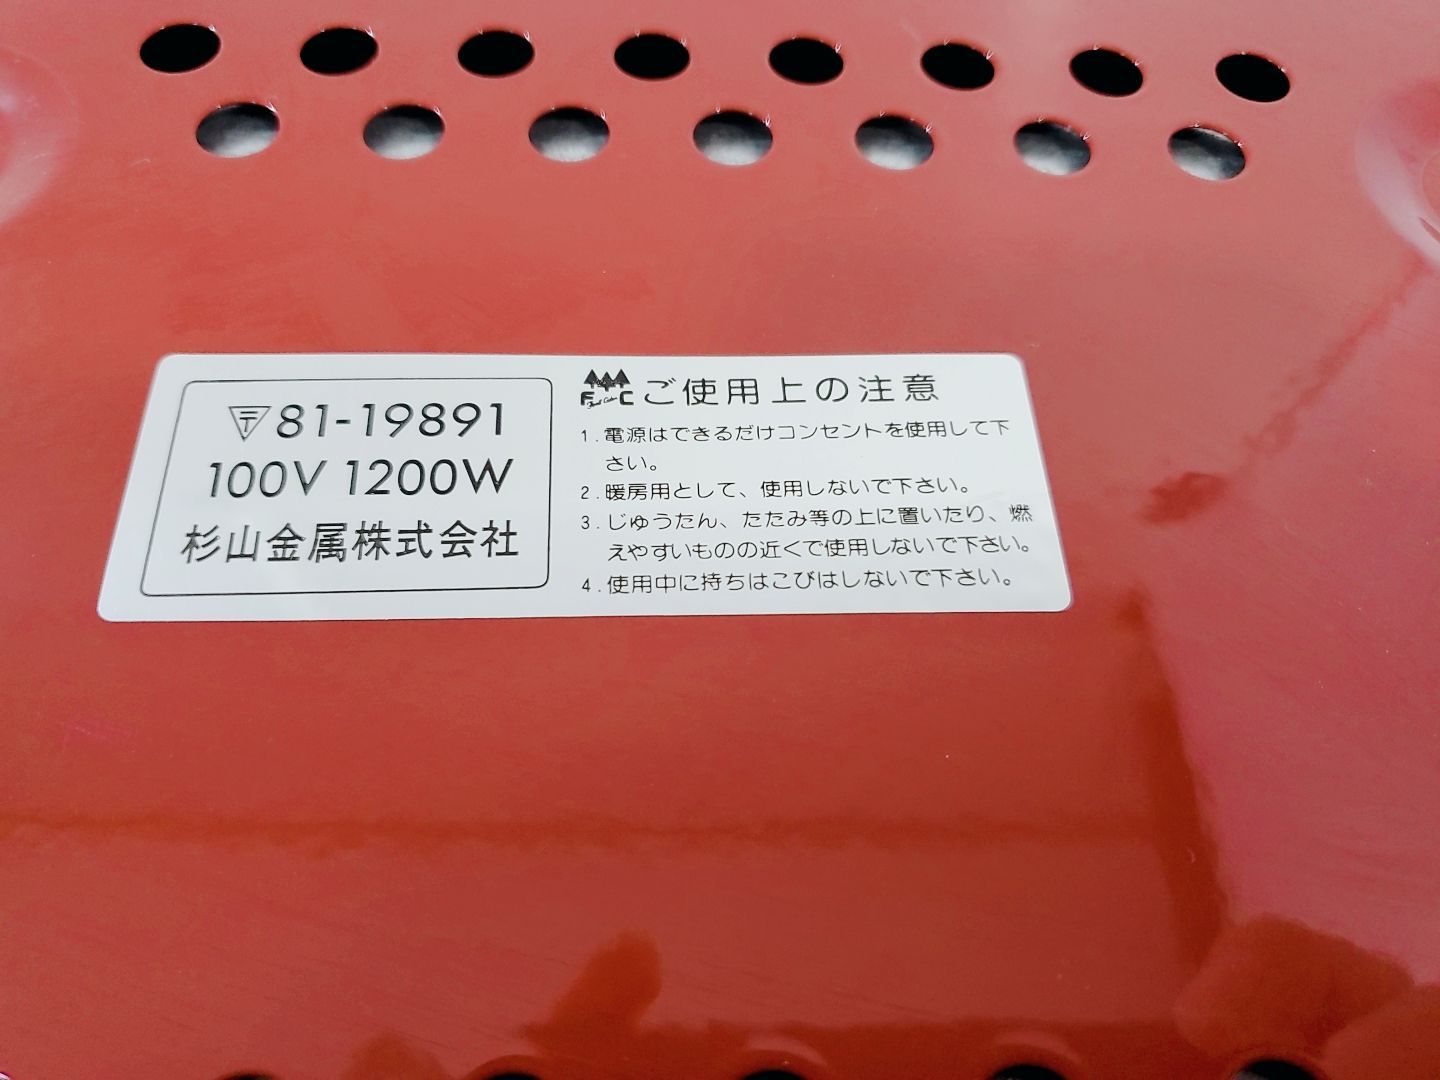 〒81-19891
100V 1200W
杉山金属株式会社
F C ご使用上の注意
1.電源はできるだけコンセントを使用して下
さい。
2.暖房用として、使用しないで下さい。
3.じゅうたん、たたみ等の上に置いたり、燃
えやすいものの近くで使用しないで下さい。
4.使用中に持ちはこびはしないで下さい。